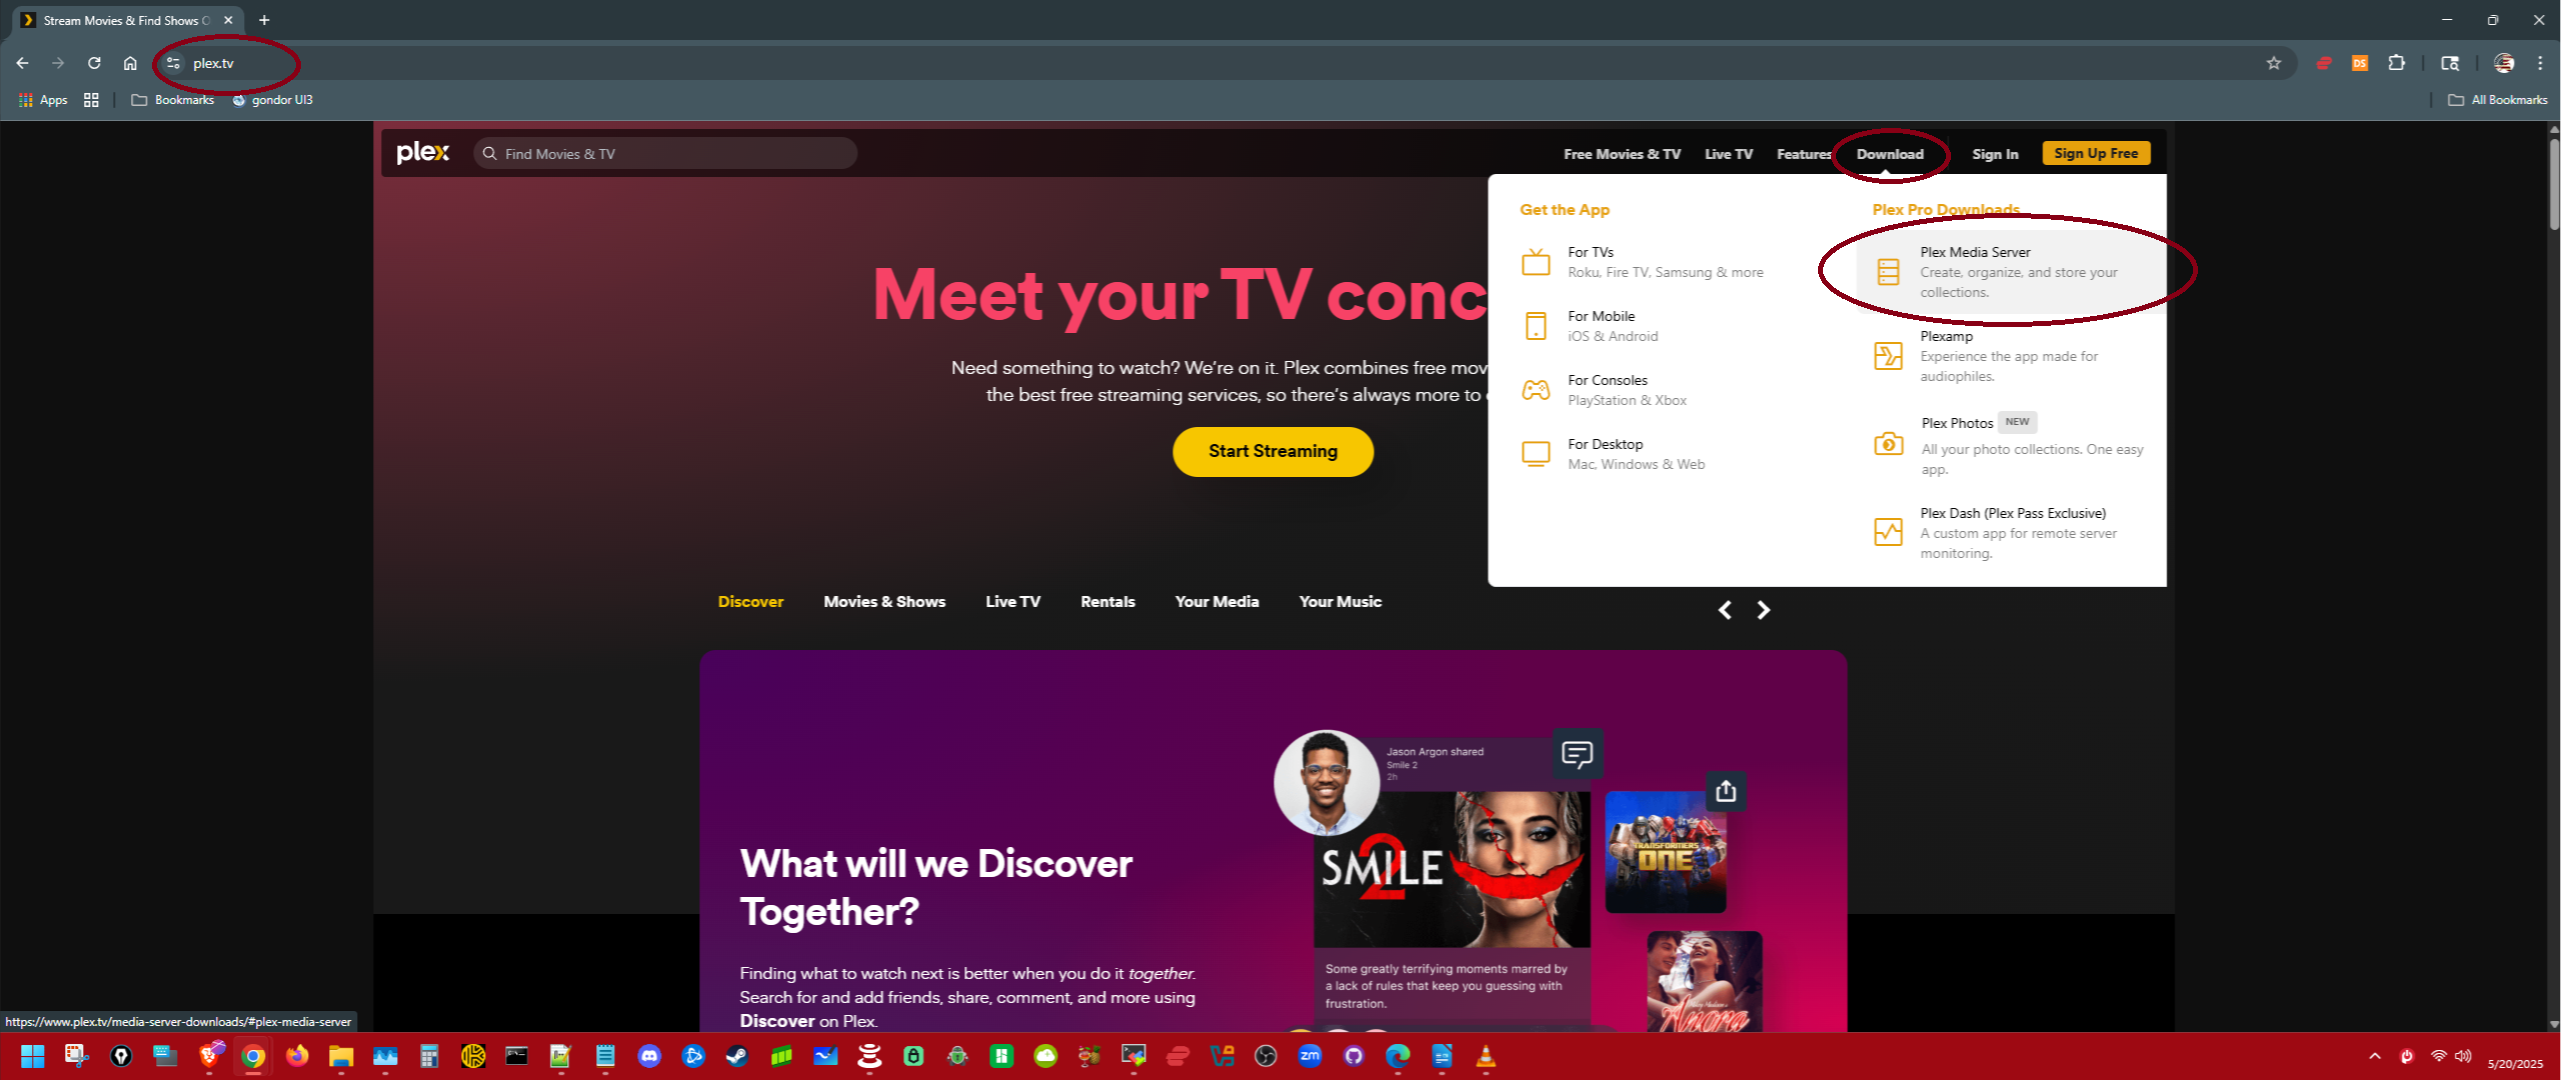 Stream Movies & Find Shows O
plex.tv
Apps
Bookmarks
gondor UI3
All Bookmarks
DS
plex
Find Movies & TV
Free Movies & TV
Live TV
Features
Download
Sign In
Sign Up Free
Get the App
For TVs
Roku, Fire TV, Samsung & more
For Mobile
iOS & Android
For Consoles
PlayStation & Xbox
For Desktop
Mac, Windows & Web
Plex Pro Downloads
Plex Media Server
Create, organize, and store your
collections.
Plexamp
Experience the app made for
audiophiles.
Plex Photos NEW
All your photo collections. One easy
app.
Plex Dash (Plex Pass Exclusive)
A custom app for remote server
monitoring.
Meet your TV conc
Need something to watch? We're on it. Plex combines free mov
the best free streaming services, so there's always more to
Start Streaming
Discover
Movies & Shows
Live TV
Rentals
Your Media
Your Music
What will we Discover
Together?
Finding what to watch next is better when you do it together.
Search for and add friends, share, comment, and more using
Discover on Plex.
Jason Argon shared
Smile 2
2h
SMILE
2
Some greatly terrifying moments marred by
a lack of rules that keep you guessing with
frustration.
TRANSFORMERS
ONE
Anora
https://www.plex.tv/media-server-downloads/#plex-media-server
zm
5/20/2025